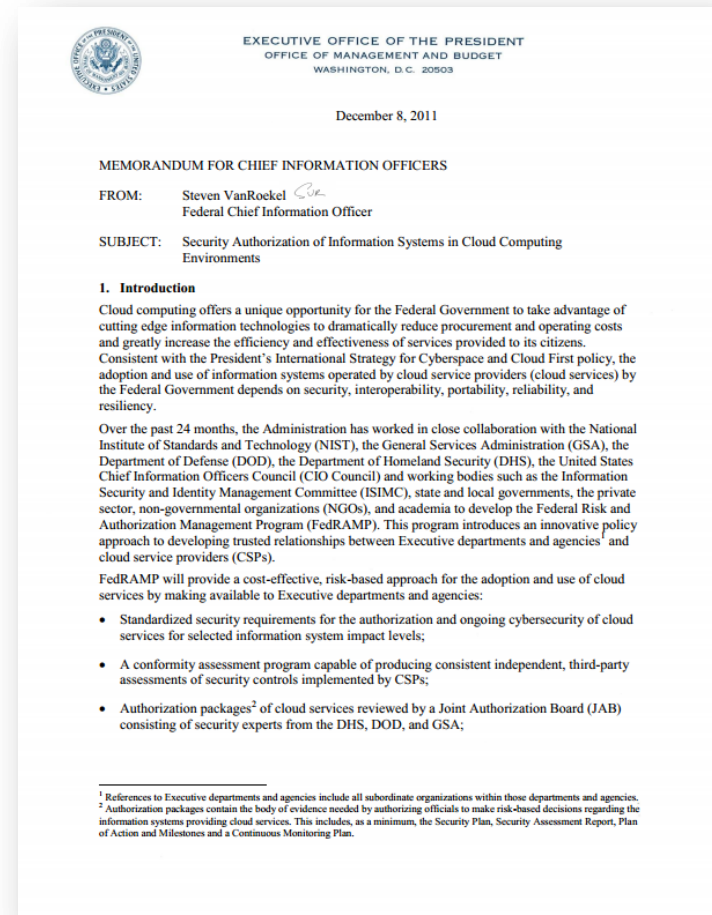 EXECUTIVE OFFICE OF THE PRESIDENT
OFFICE OF MANAGEMENT AND BUDGET
WASHINGTON, D.C. 20503
December 8, 2011
MEMORANDUM FOR CHIEF INFORMATION OFFICERS
FROM: Steven VanRoekel SVR
Federal Chief Information Officer
SUBJECT: Security Authorization of Information Systems in Cloud Computing
Environments
1. Introduction
Cloud computing offers a unique opportunity for the Federal Government to take advantage of
cutting edge information technologies to dramatically reduce procurement and operating costs
and greatly increase the efficiency and effectiveness of services provided to its citizens.
Consistent with the President's International Strategy for Cyberspace and Cloud First policy, the
adoption and use of information systems operated by cloud service providers (cloud services) by
the Federal Government depends on security, interoperability, portability, reliability, and
resiliency.
Over the past 24 months, the Administration has worked in close collaboration with the National
Institute of Standards and Technology (NIST), the General Services Administration (GSA), the
Department of Defense (DOD), the Department of Homeland Security (DHS), the United States
Chief Information Officers Council (CIO Council) and working bodies such as the Information
Security and Identity Management Committee (ISIMC), state and local governments, the private
sector, non-governmental organizations (NGOs), and academia to develop the Federal Risk and
Authorization Management Program (FedRAMP). This program introduces an innovative policy
approach to developing trusted relationships between Executive departments and agencies¹ and
cloud service providers (CSPs).
FedRAMP will provide a cost-effective, risk-based approach for the adoption and use of cloud
services by making available to Executive departments and agencies:
• Standardized security requirements for the authorization and ongoing cybersecurity of cloud
services for selected information system impact levels;
• A conformity assessment program capable of producing consistent independent, third-party
assessments of security controls implemented by CSPs;
• Authorization packages² of cloud services reviewed by a Joint Authorization Board (JAB)
consisting of security experts from the DHS, DOD, and GSA;
¹ References to Executive departments and agencies include all subordinate organizations within those departments and agencies.
² Authorization packages contain the body of evidence needed by authorizing officials to make risk-based decisions regarding the
information systems providing cloud services. This includes, as a minimum, the Security Plan, Security Assessment Report, Plan
of Action and Milestones and a Continuous Monitoring Plan.